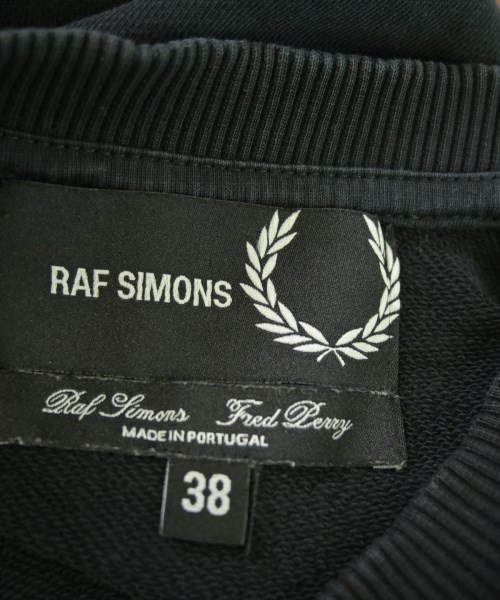 RAF SIMONS
Raf Simons Fred Perry
MADE IN PORTUGAL
38